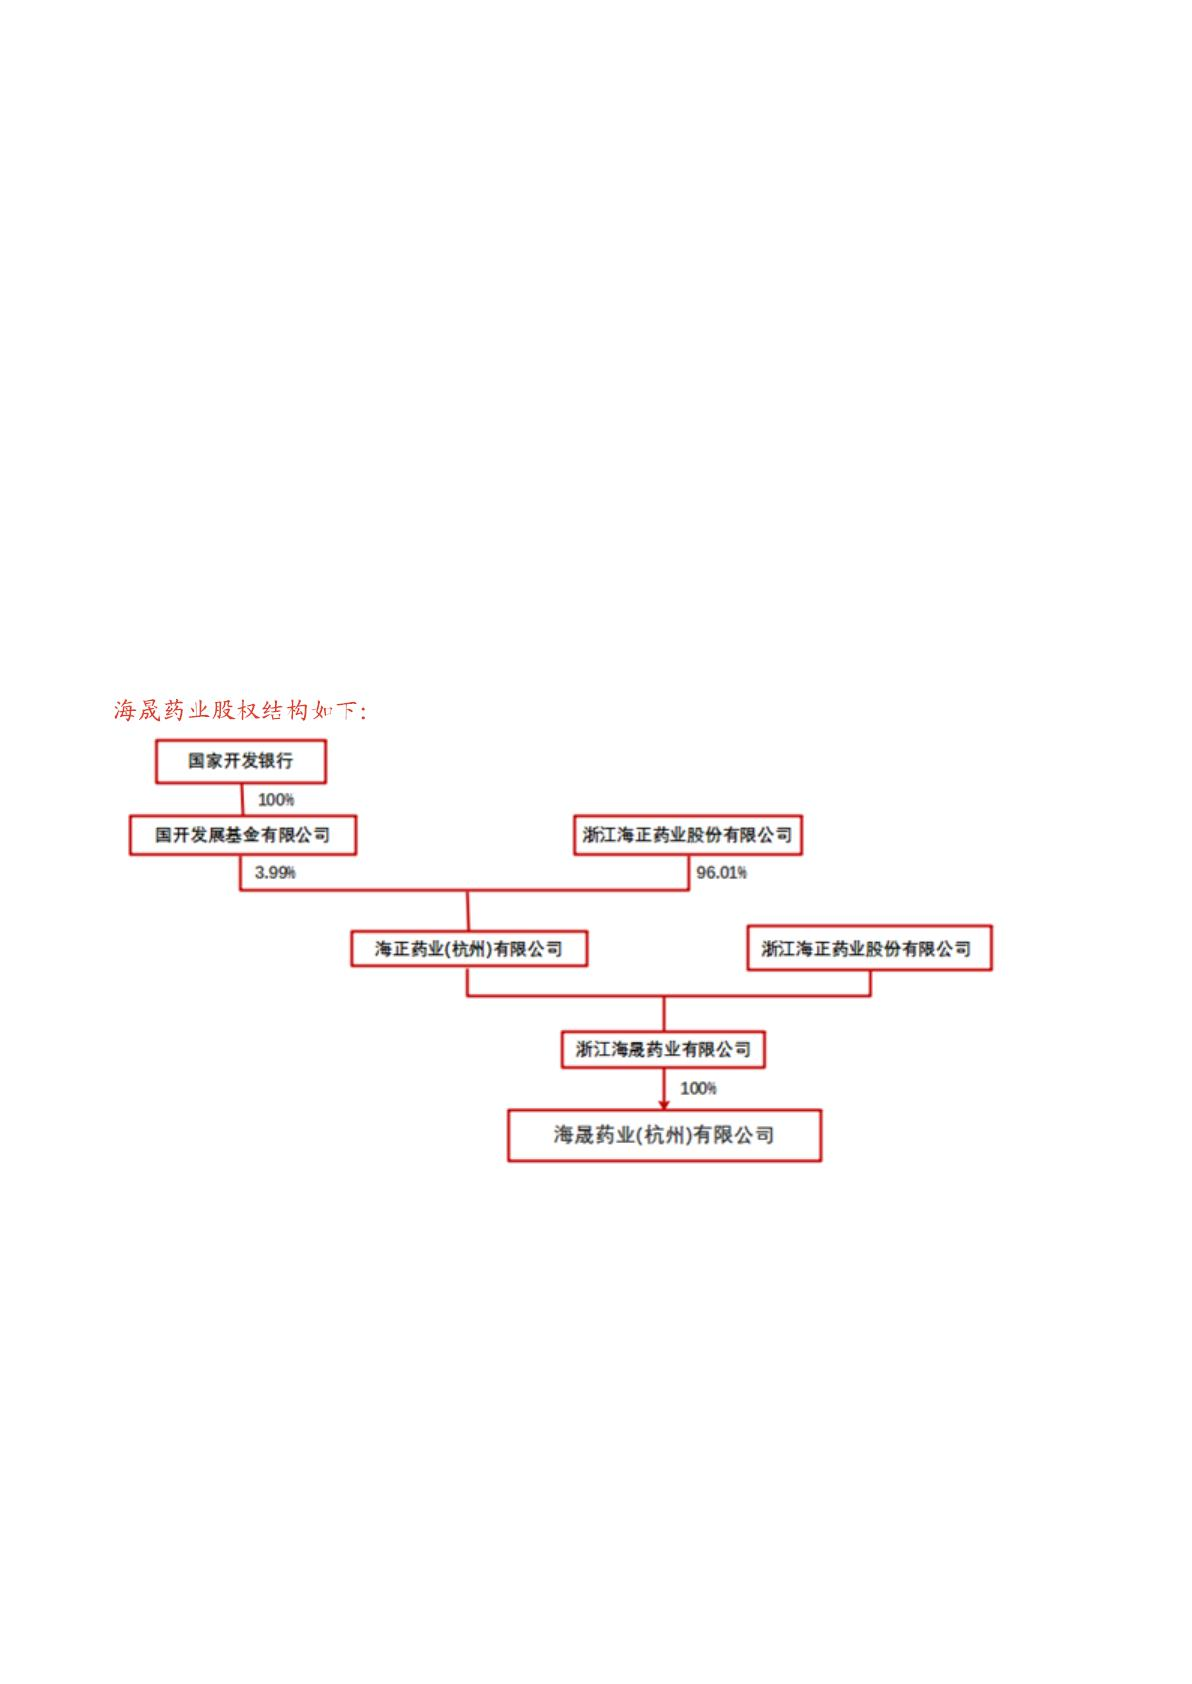 海晟药业股权结构如下：
国家开发银行
100%
国开发展基金有限公司
浙江海正药业股份有限公司
3.99%
96.01%
海正药业(杭州)有限公司
浙江海正药业股份有限公司
浙江海晟药业有限公司
100%
海晟药业(杭州)有限公司